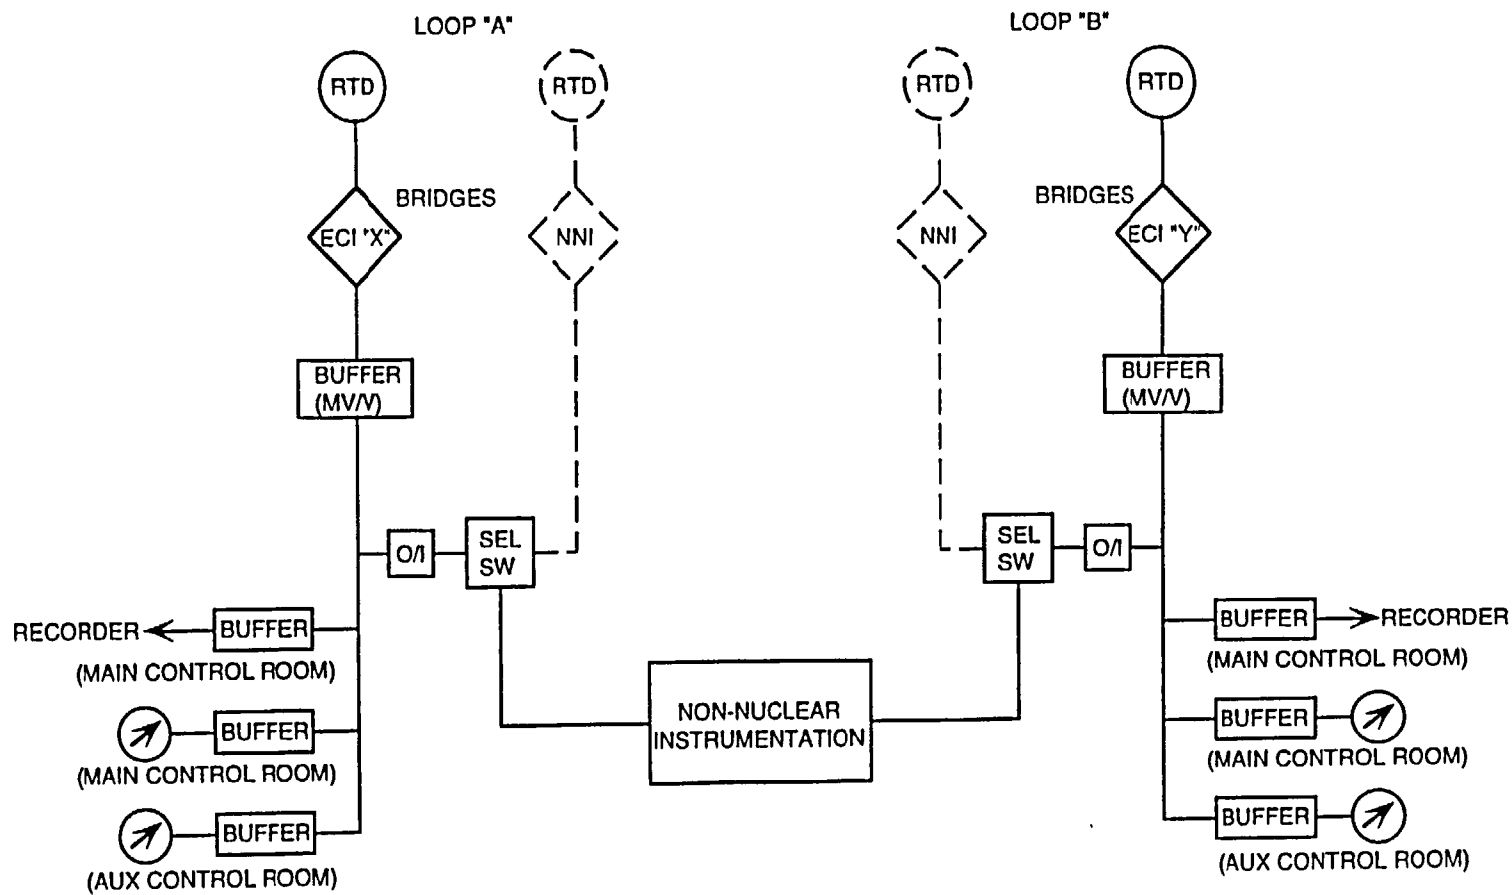 LOOP "A"
LOOP "B"
RTD
RTD
RTD
RTD
BRIDGES
BRIDGES
ECI "X"
NNI
NNI
ECI "Y"
BUFFER
(MV/V)
BUFFER
(MV/V)
O/I
SEL
SW
SEL
SW
O/I
RECORDER
BUFFER
(MAIN CONTROL ROOM)
BUFFER
(MAIN CONTROL ROOM)
BUFFER
(AUX CONTROL ROOM)
NON-NUCLEAR
INSTRUMENTATION
BUFFER
RECORDER
(MAIN CONTROL ROOM)
BUFFER
(MAIN CONTROL ROOM)
BUFFER
(AUX CONTROL ROOM)